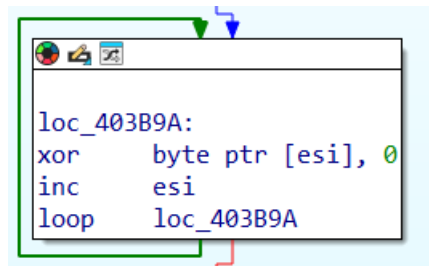 loc_403B9A:
xor byte ptr [esi], 0
inc esi
loop loc_403B9A